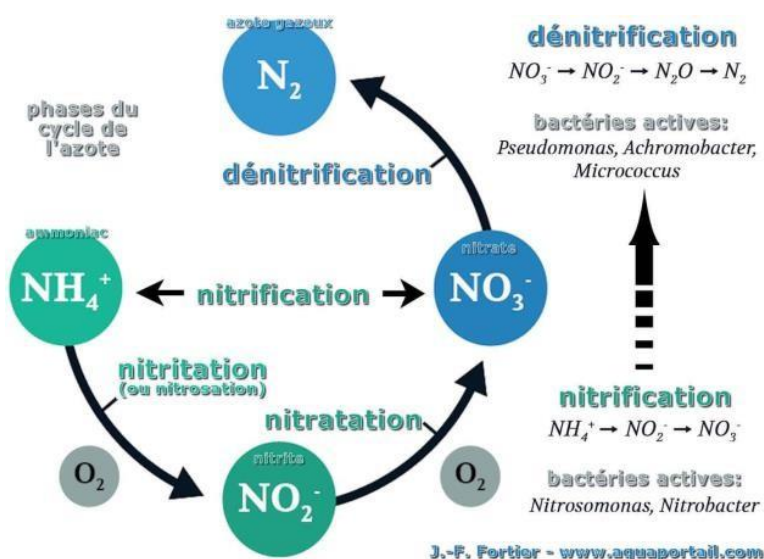 azote gazeux
N₂
phases du
cycle de
l'azote
dénitrification
ammoniac
NH₄⁺
nitrification
nitrate
NO₃⁻
nitritation
(ou nitrosation)
nitratation
O₂
nitrite
NO₂⁻
O₂
dénitrification
NO₃⁻ → NO₂⁻ → N₂O → N₂
bactéries actives:
Pseudomonas, Achromobacter,
Micrococcus
nitrification
NH₄⁺ → NO₂⁻ → NO₃⁻
bactéries actives:
Nitrosomonas, Nitrobacter
J.-F. Fortier - www.aquaportail.com